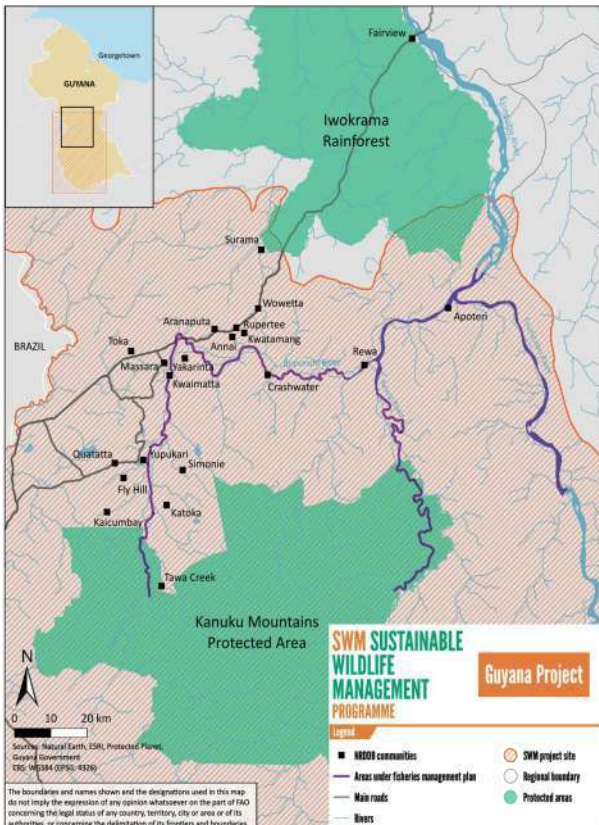 Georgetown
GUYANA
Fairview
Iwokrama
Rainforest
Surama
Wowetta
Aranaputa
Rupertee
Kwatamang
Annai
Apoteri
BRAZIL
Toka
Massara
Yakarinta
Kwaimatta
Crashwater
Rewa
Quatatta
Yupukari
Simonie
Fly Hill
Kaicumbay
Katoka
Tawa Creek
Kanuku Mountains
Protected Area
N
0 10 20 km
Sources: Natural Earth, ESRI, Protected Planet,
Guyana Government
CRS: WGS84 (EPSG: 4326)
The boundaries and names shown and the designations used in this map
do not imply the expression of any opinion whatsoever on the part of FAO
concerning the legal status of any country, territory, city or area or of its
authorities, or concerning the delimitation of its frontiers and boundaries.
SWM SUSTAINABLE
WILDLIFE
MANAGEMENT
PROGRAMME
Guyana Project
Legend
NRDDB communities
Areas under fisheries management plan
Main roads
Rivers
SWM project site
Regional boundary
Protected areas